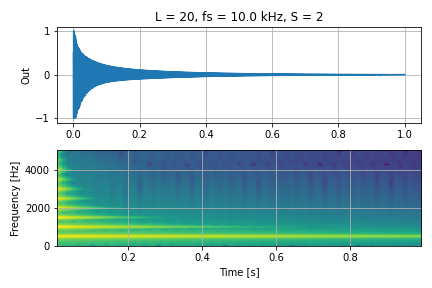 L = 20, fs = 10.0 kHz, S = 2
1
0
−1
Out
0.0 0.2 0.4 0.6 0.8 1.0
4000
2000
0
Frequency [Hz]
0.2 0.4 0.6 0.8
Time [s]